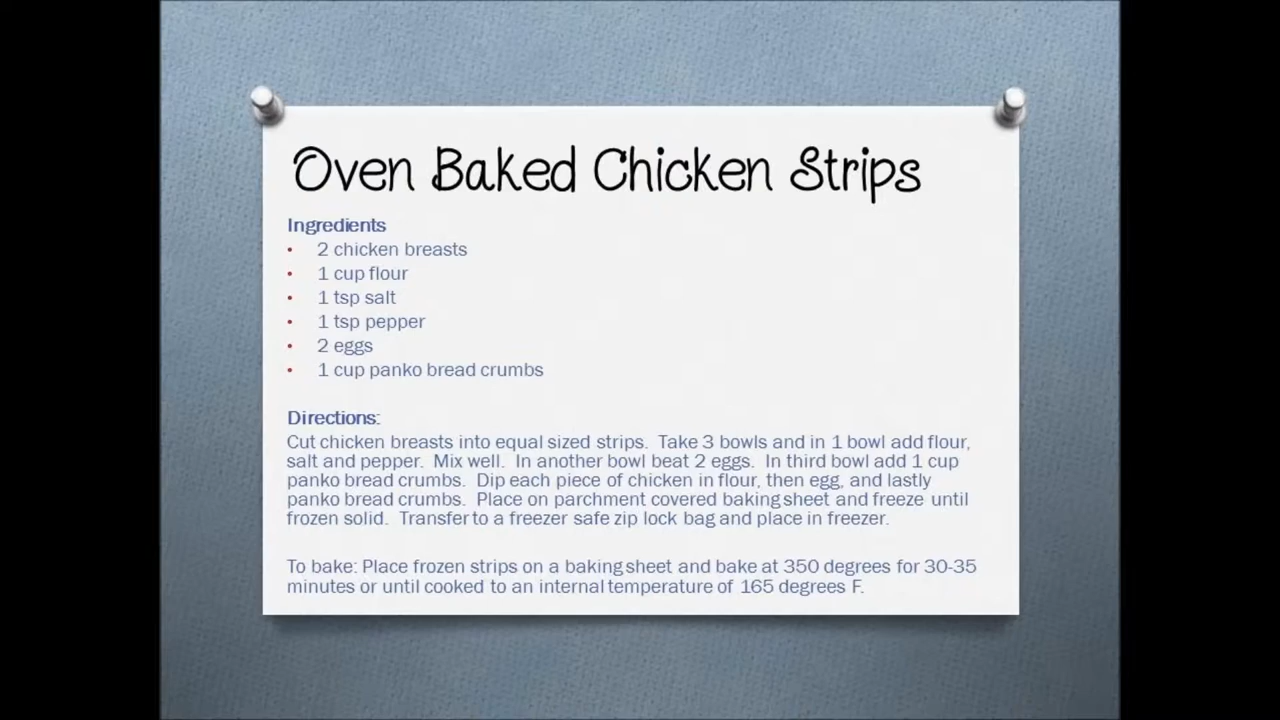 Oven Baked Chicken Strips
Ingredients
• 2 chicken breasts
• 1 cup flour
• 1 tsp salt
• 1 tsp pepper
• 2 eggs
• 1 cup panko bread crumbs
Directions:
Cut chicken breasts into equal sized strips. Take 3 bowls and in 1 bowl add flour,
salt and pepper. Mix well. In another bowl beat 2 eggs. In third bowl add 1 cup
panko bread crumbs. Dip each piece of chicken in flour, then egg, and lastly
panko bread crumbs. Place on parchment covered baking sheet and freeze until
frozen solid. Transfer to a freezer safe zip lock bag and place in freezer.
To bake: Place frozen strips on a baking sheet and bake at 350 degrees for 30-35
minutes or until cooked to an internal temperature of 165 degrees F.